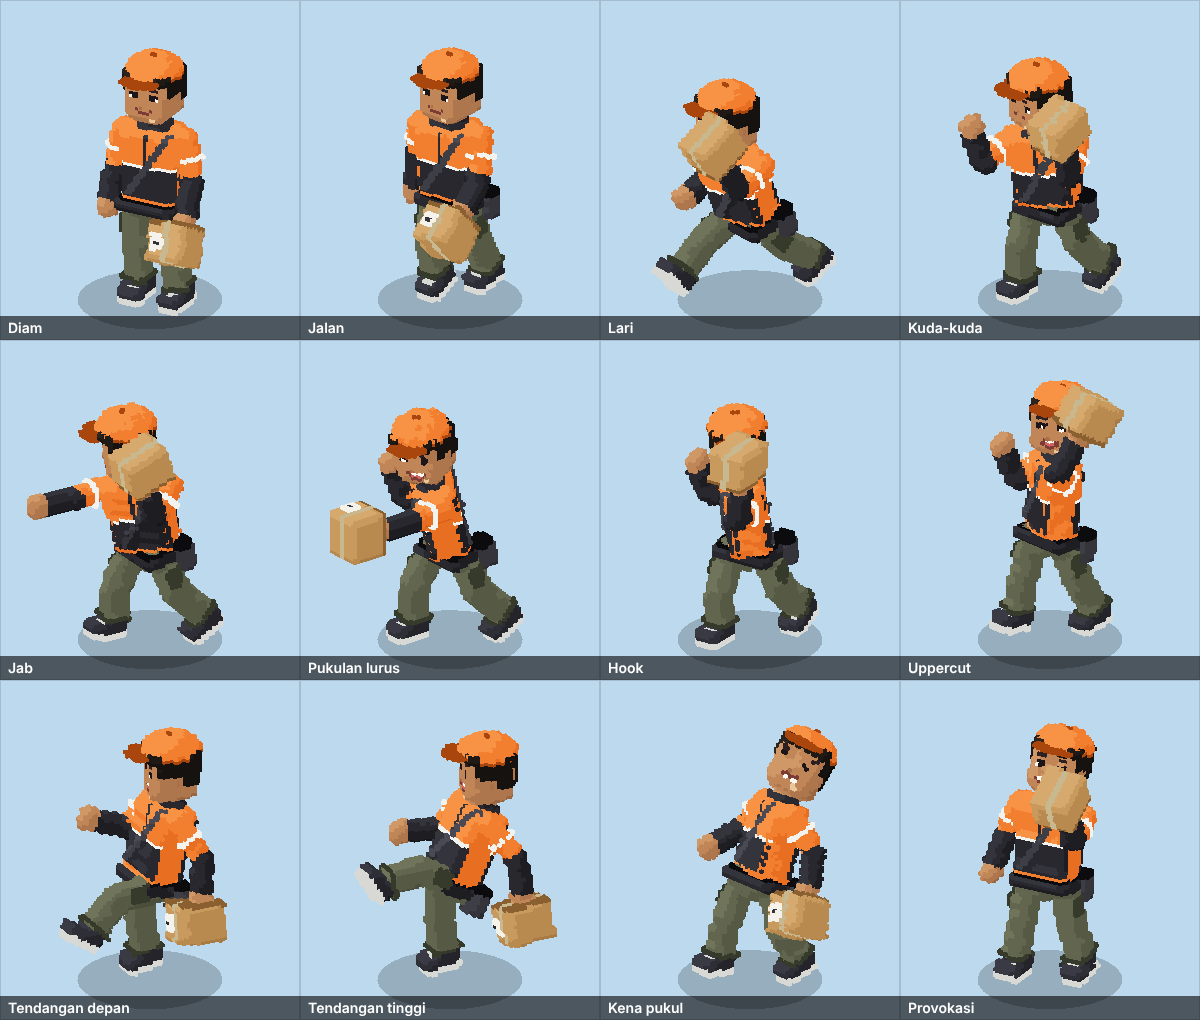 Diam
Jalan
Lari
Kuda-kuda
Jab
Pukulan lurus
Hook
Uppercut
Tendangan depan
Tendangan tinggi
Kena pukul
Provokasi